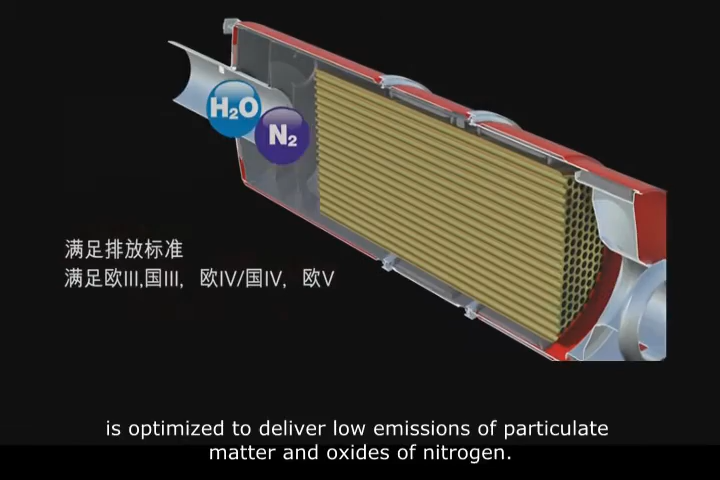 H₂O
N₂
满足排放标准
满足欧III,国III, 欧IV/国IV, 欧V
is optimized to deliver low emissions of particulate
matter and oxides of nitrogen.